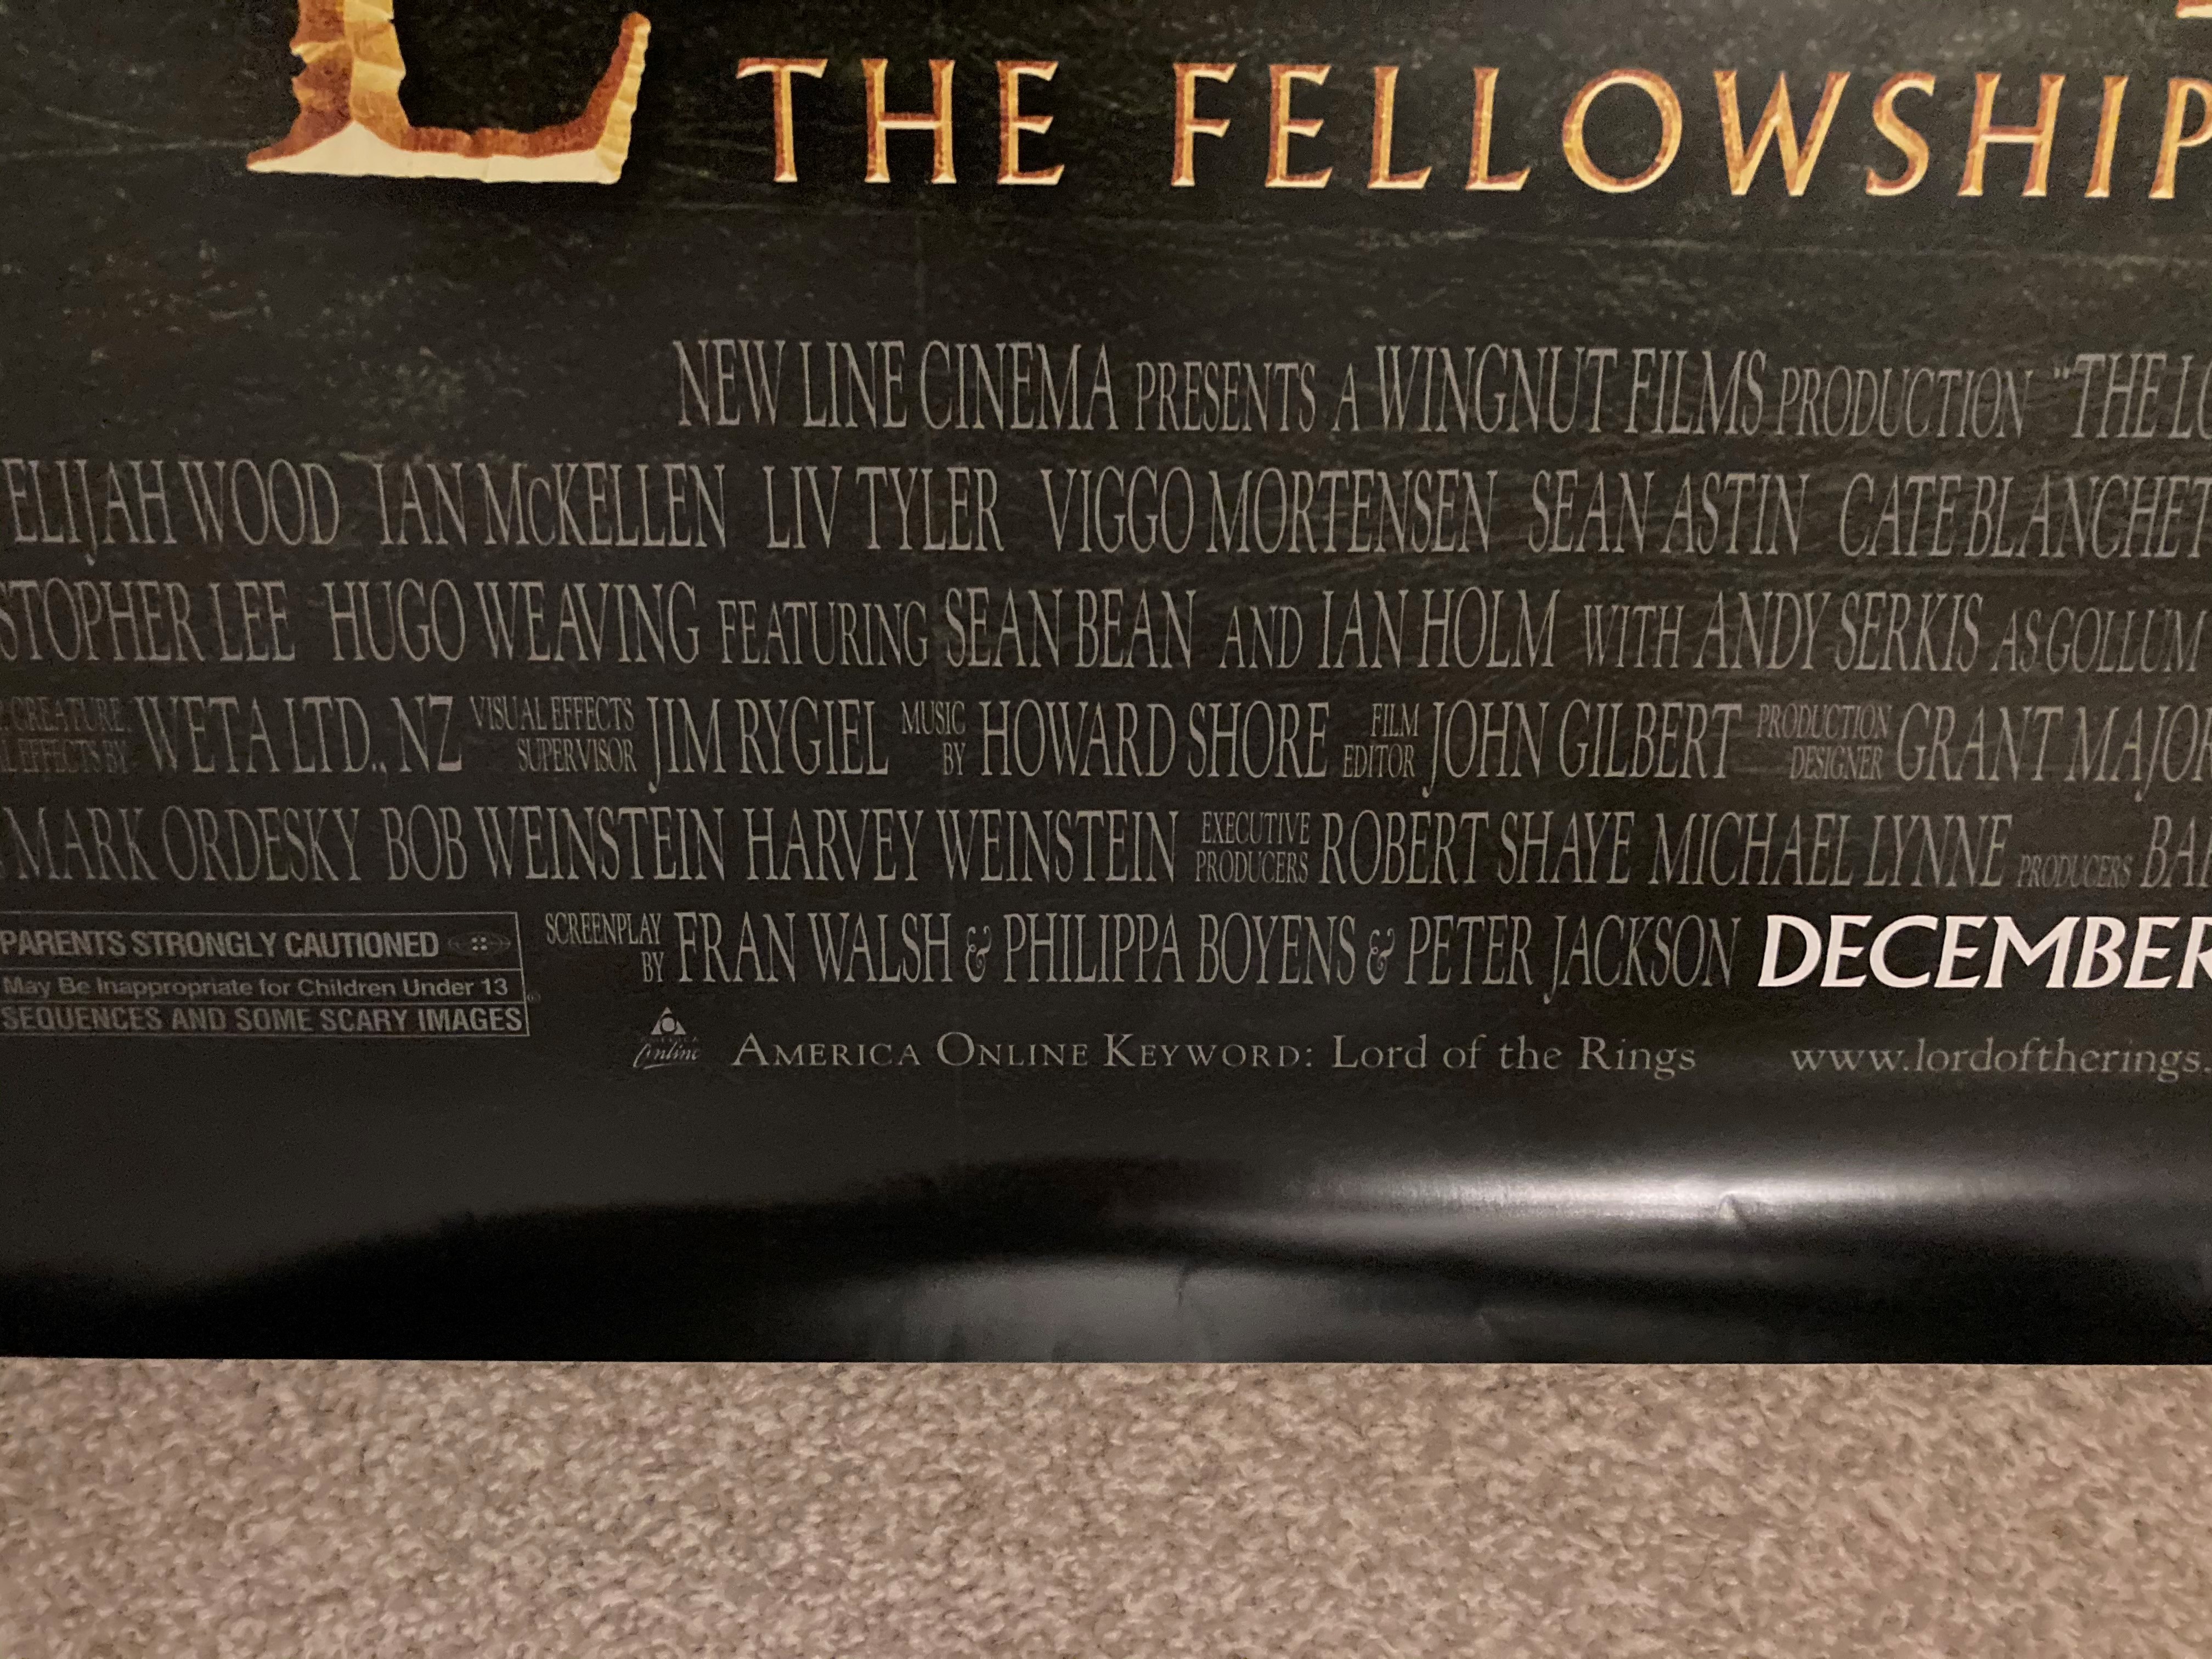 THE FELLOWSHIP
NEW LINE CINEMA PRESENTS A WINGNUT FILMS PRODUCTION "THE LO
ELIJAH WOOD IAN McKELLEN LIV TYLER VIGGO MORTENSEN SEAN ASTIN CATE BLANCHET
STOPHER LEE HUGO WEAVING FEATURING SEAN BEAN AND IAN HOLM WITH ANDY SERKIS AS GOLLUM
CREATURE EFFECTS BY WETA LTD., NZ VISUAL EFFECTS SUPERVISOR JIM RYGIEL MUSIC BY HOWARD SHORE FILM EDITOR JOHN GILBERT PRODUCTION DESIGNER GRANT MAJOR
MARK ORDESKY BOB WEINSTEIN HARVEY WEINSTEIN EXECUTIVE PRODUCERS ROBERT SHAYE MICHAEL LYNNE PRODUCERS BAR
PARENTS STRONGLY CAUTIONED
May Be Inappropriate for Children Under 13
SEQUENCES AND SOME SCARY IMAGES
SCREENPLAY BY FRAN WALSH & PHILIPPA BOYENS & PETER JACKSON DECEMBER
Online AMERICA ONLINE KEYWORD: Lord of the Rings www.lordoftherings.